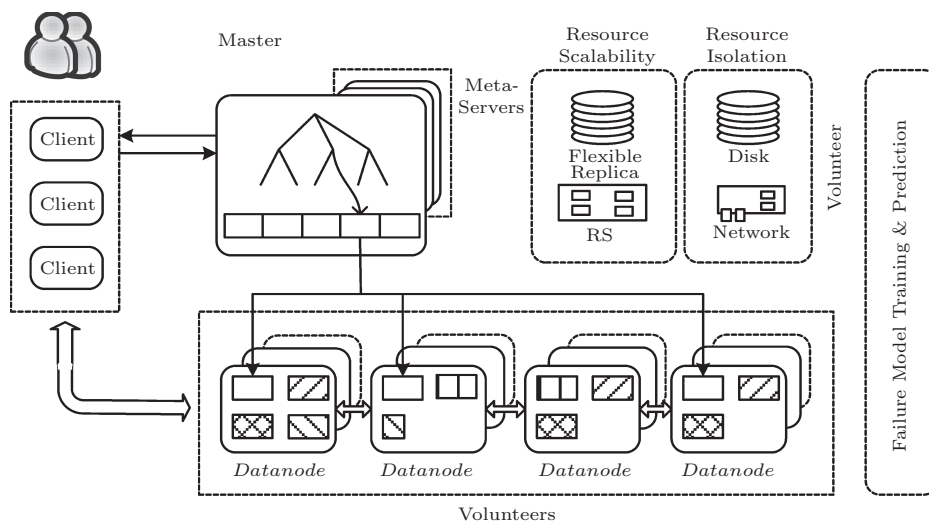 Master
Resource
Scalability
Resource
Isolation
Meta-
Servers
Client
Client
Client
Flexible
Replica
RS
Disk
Network
Volunteer
Failure Model Training & Prediction
Datanode
Datanode
Datanode
Datanode
Volunteers